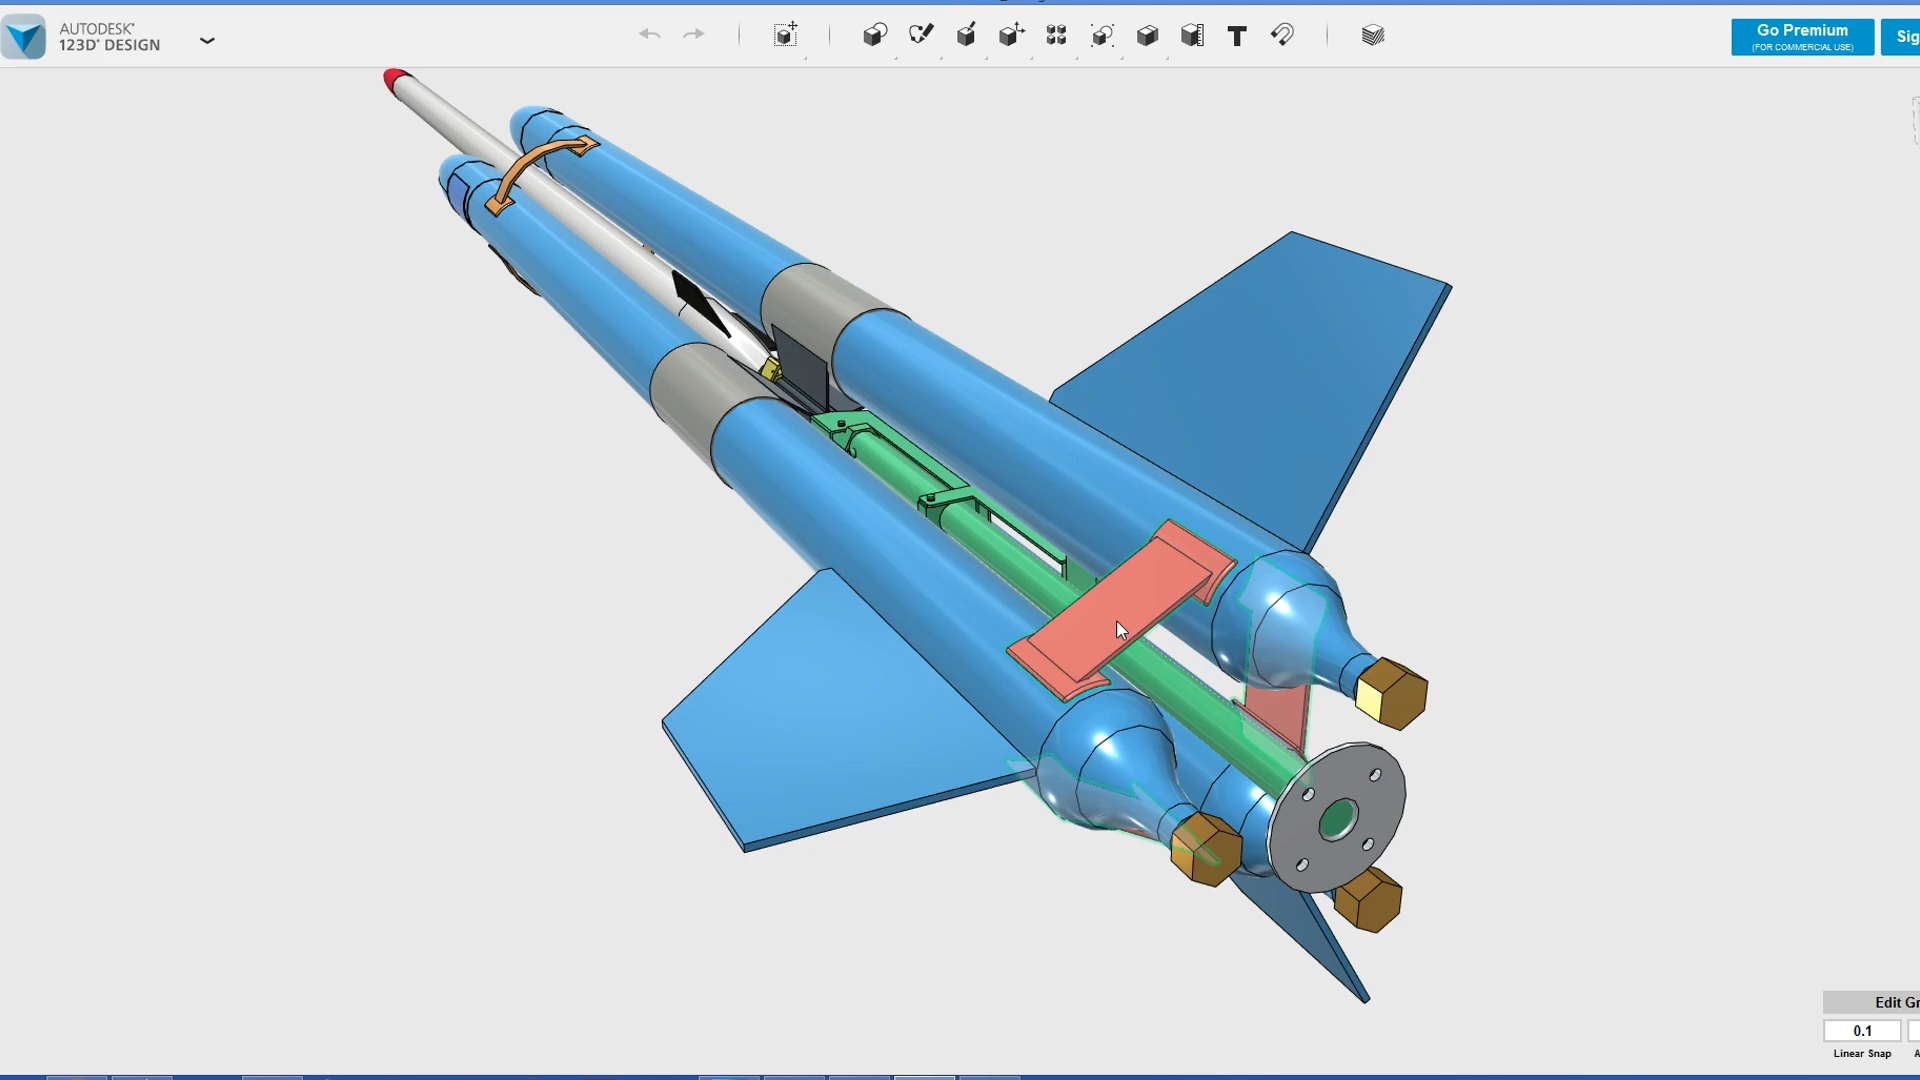 AUTODESK®
123D® DESIGN
T
Go Premium
(FOR COMMERCIAL USE)
Sig
Edit Gr
0.1
Linear Snap
A